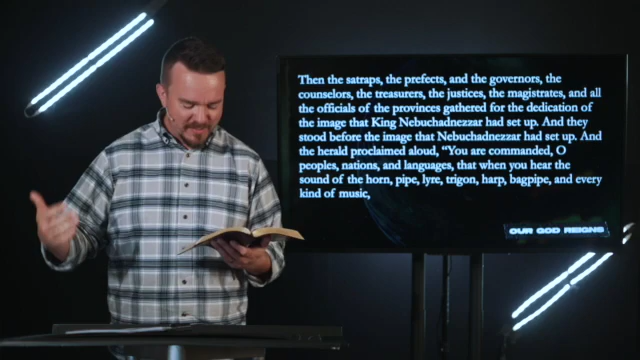 Then the satraps, the prefects, and the governors, the
counselors, the treasurers, the justices, the magistrates, and all
the officials of the provinces gathered for the dedication of
the image that King Nebuchadnezzar had set up. And they
stood before the image that Nebuchadnezzar had set up. And
the herald proclaimed aloud, “You are commanded, O
peoples, nations, and languages, that when you hear the
sound of the horn, pipe, lyre, trigon, harp, bagpipe, and every
kind of music,
OUR GOD REIGNS